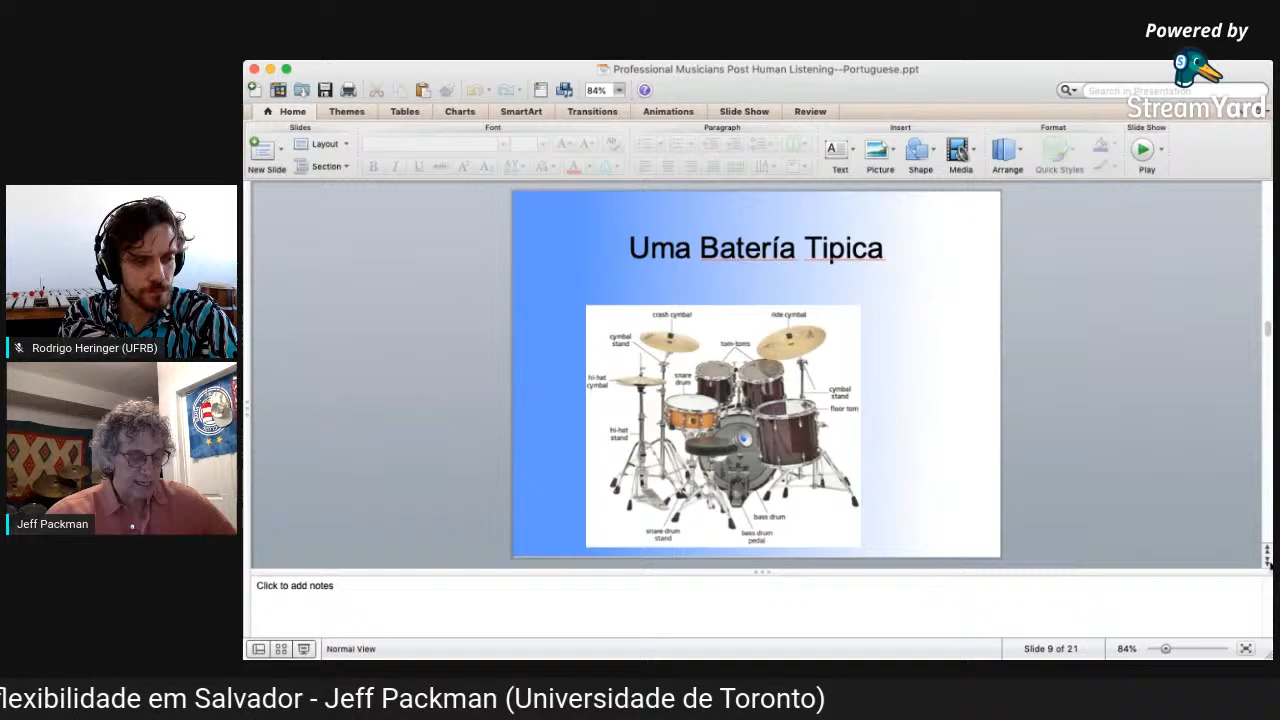 Powered by
StreamYard
Professional Musicians Post Human Listening--Portuguese.ppt
84%
Search in Presentation
Home
Themes
Tables
Charts
SmartArt
Transitions
Animations
Slide Show
Review
Slides
Font
Paragraph
Insert
Format
Slide Show
New Slide
Layout
Section
Text
Picture
Shape
Media
Arrange
Quick Styles
Play
Uma Batería Tipica
crash cymbal
ride cymbal
cymbal
stand
tom-toms
hi-hat
cymbal
snare
drum
cymbal
stand
floor tom
hi-hat
stand
bass drum
snare drum
stand
bass drum
pedal
Rodrigo Heringer (UFRB)
Jeff Packman
Click to add notes
Normal View
Slide 9 of 21
84%
flexibilidade em Salvador - Jeff Packman (Universidade de Toronto)